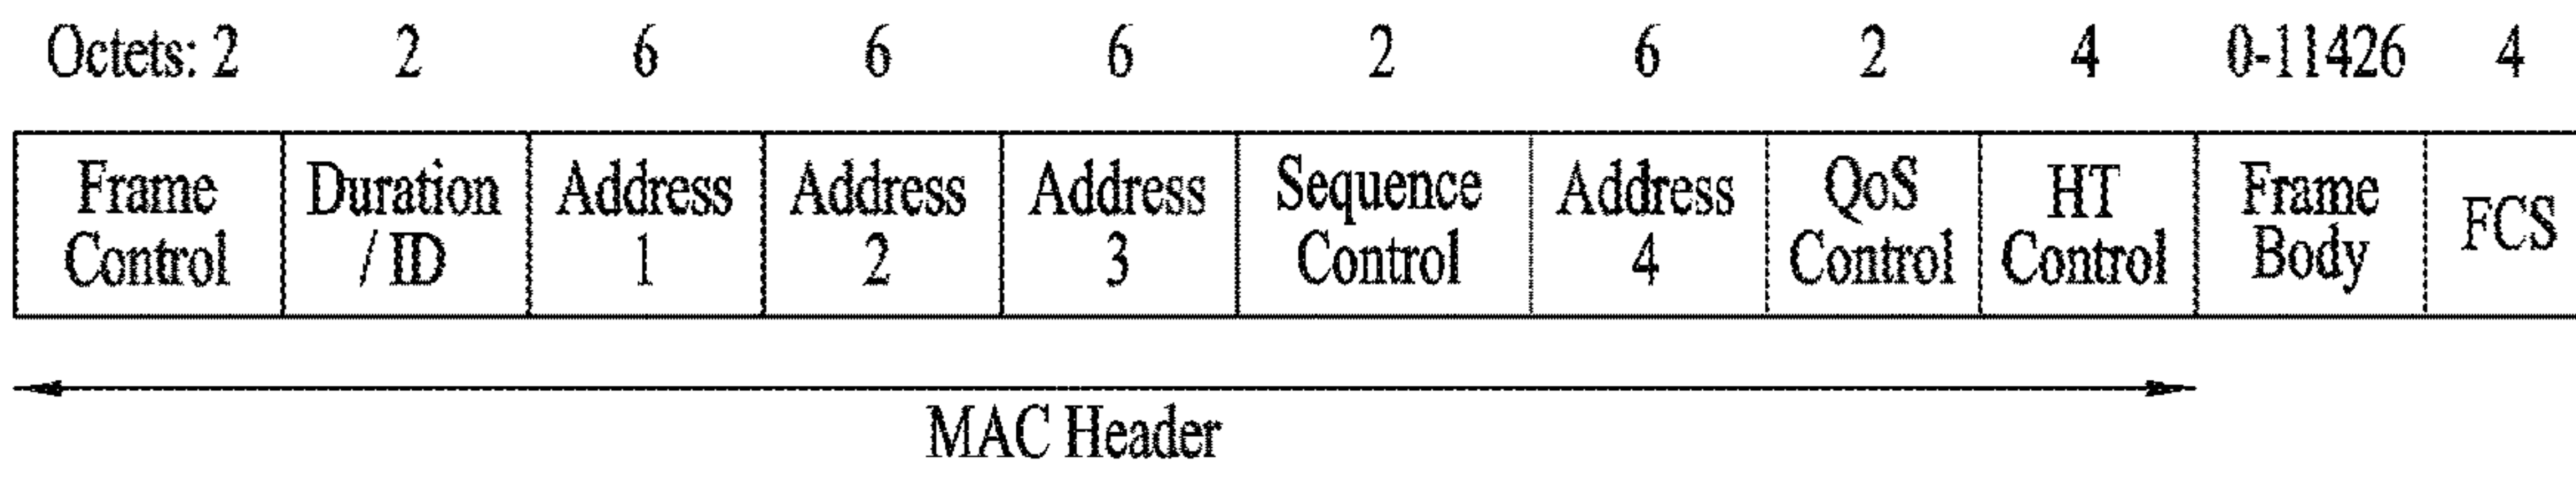 Octets: 2 2 6 6 6 2 6 2 4 0-11426 4
Frame Control
Duration / ID
Address 1
Address 2
Address 3
Sequence Control
Address 4
QoS Control
HT Control
Frame Body
FCS
MAC Header